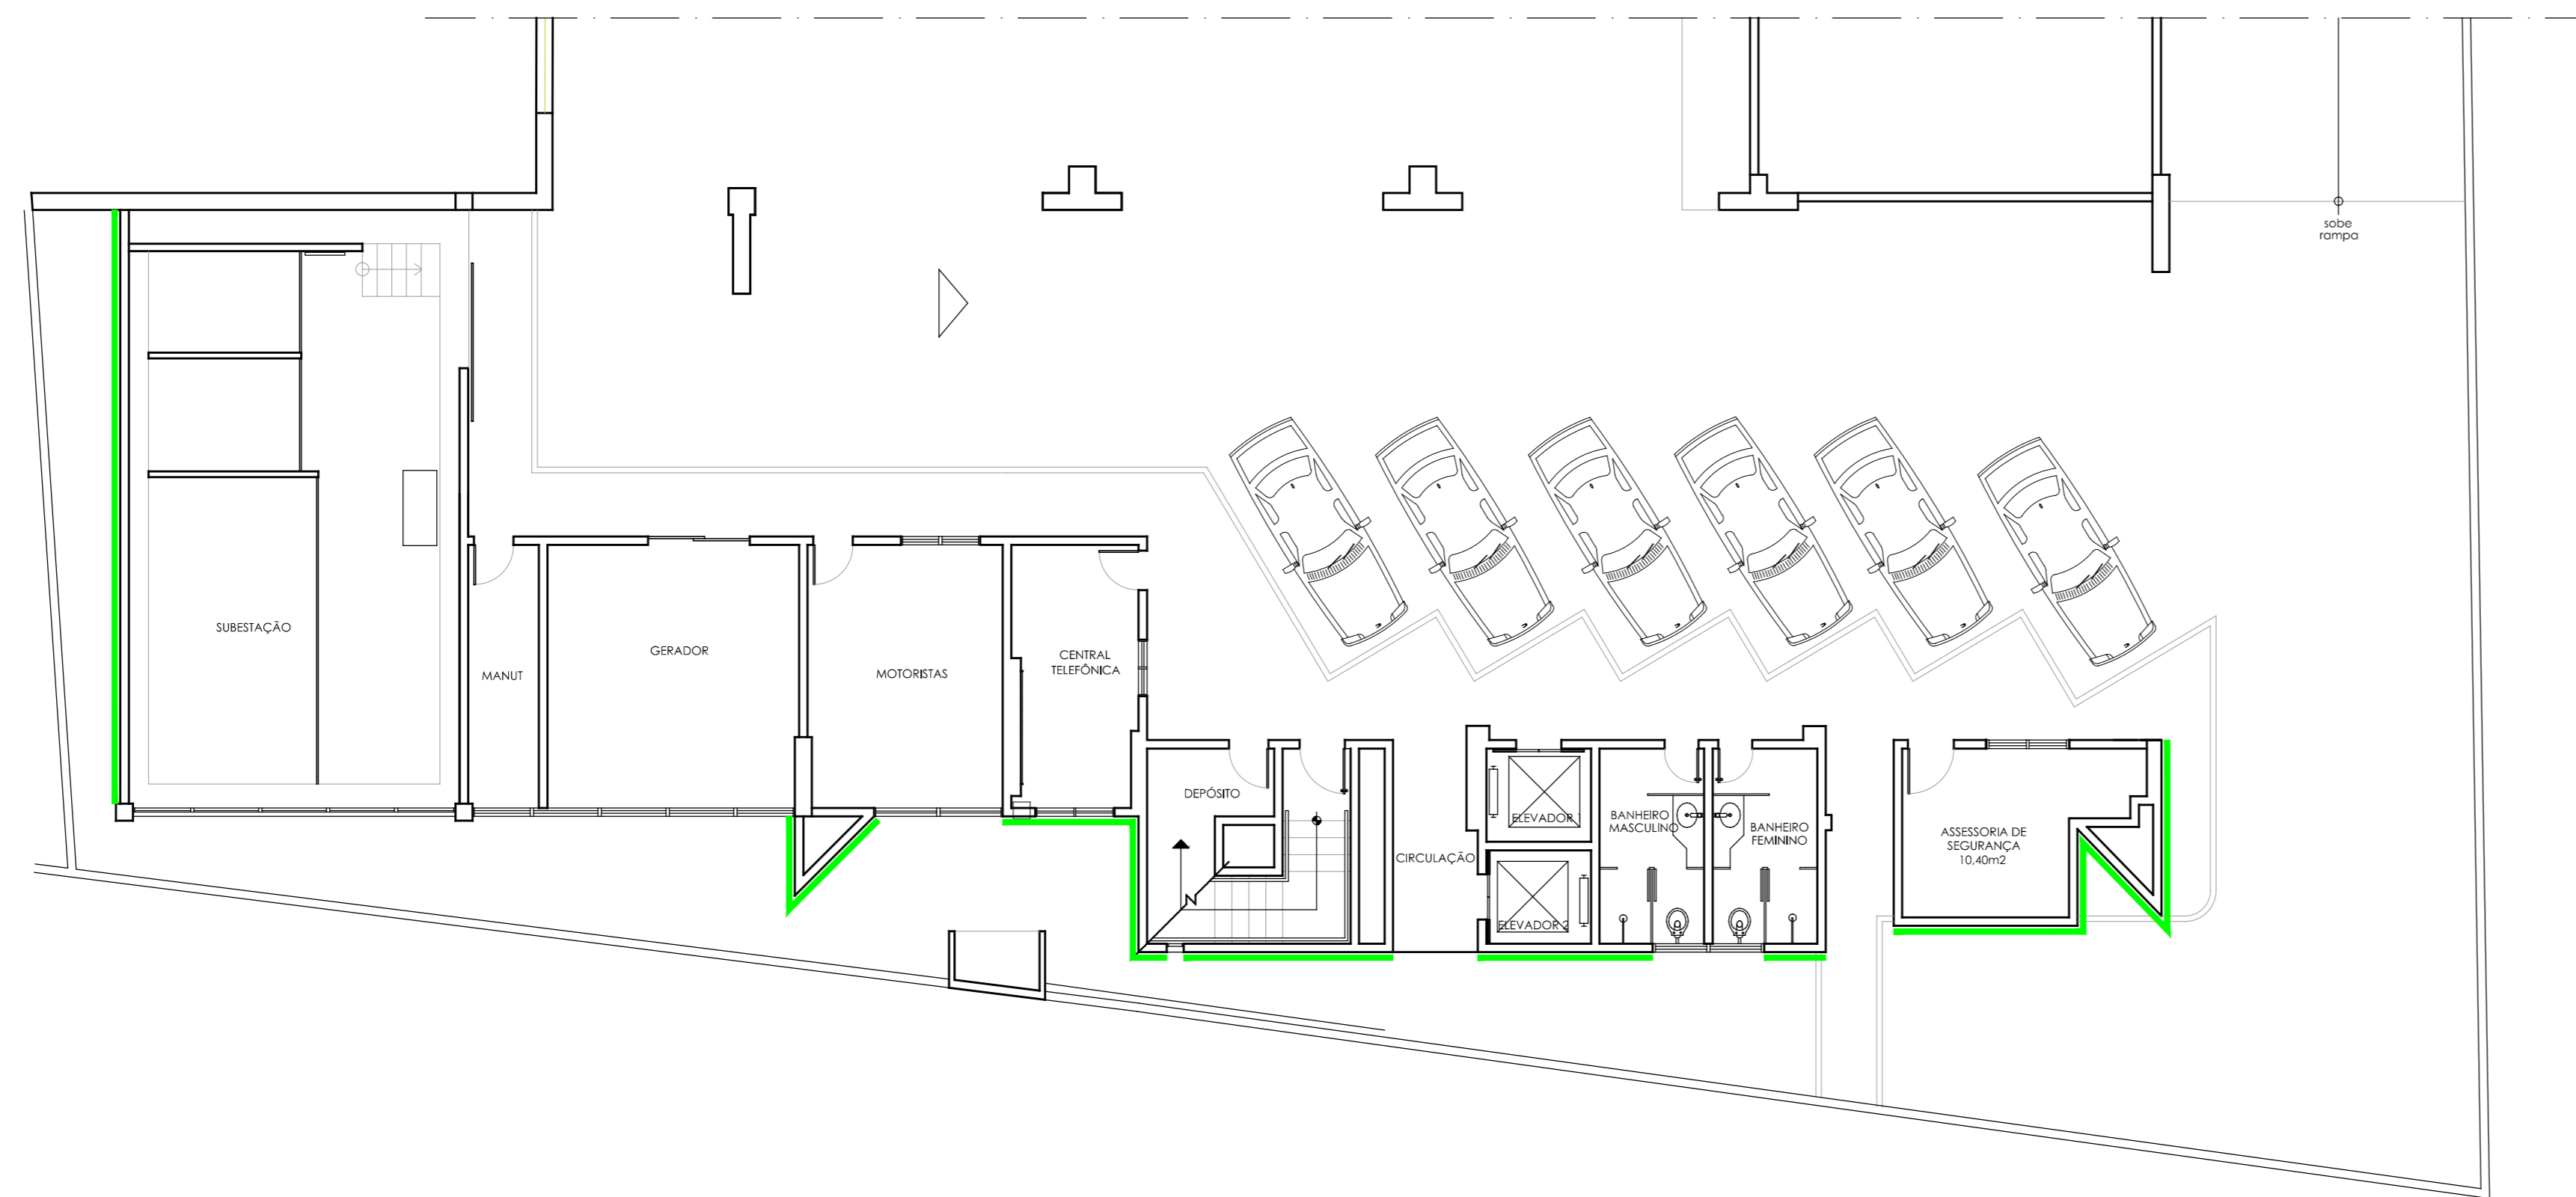 sobe
rampa
SUBESTAÇÃO
MANUT
GERADOR
MOTORISTAS
CENTRAL
TELEFÔNICA
DEPÓSITO
CIRCULAÇÃO
ELEVADOR 1
ELEVADOR 2
BANHEIRO
MASCULINO
BANHEIRO
FEMININO
ASSESSORIA DE
SEGURANÇA
10,40m2